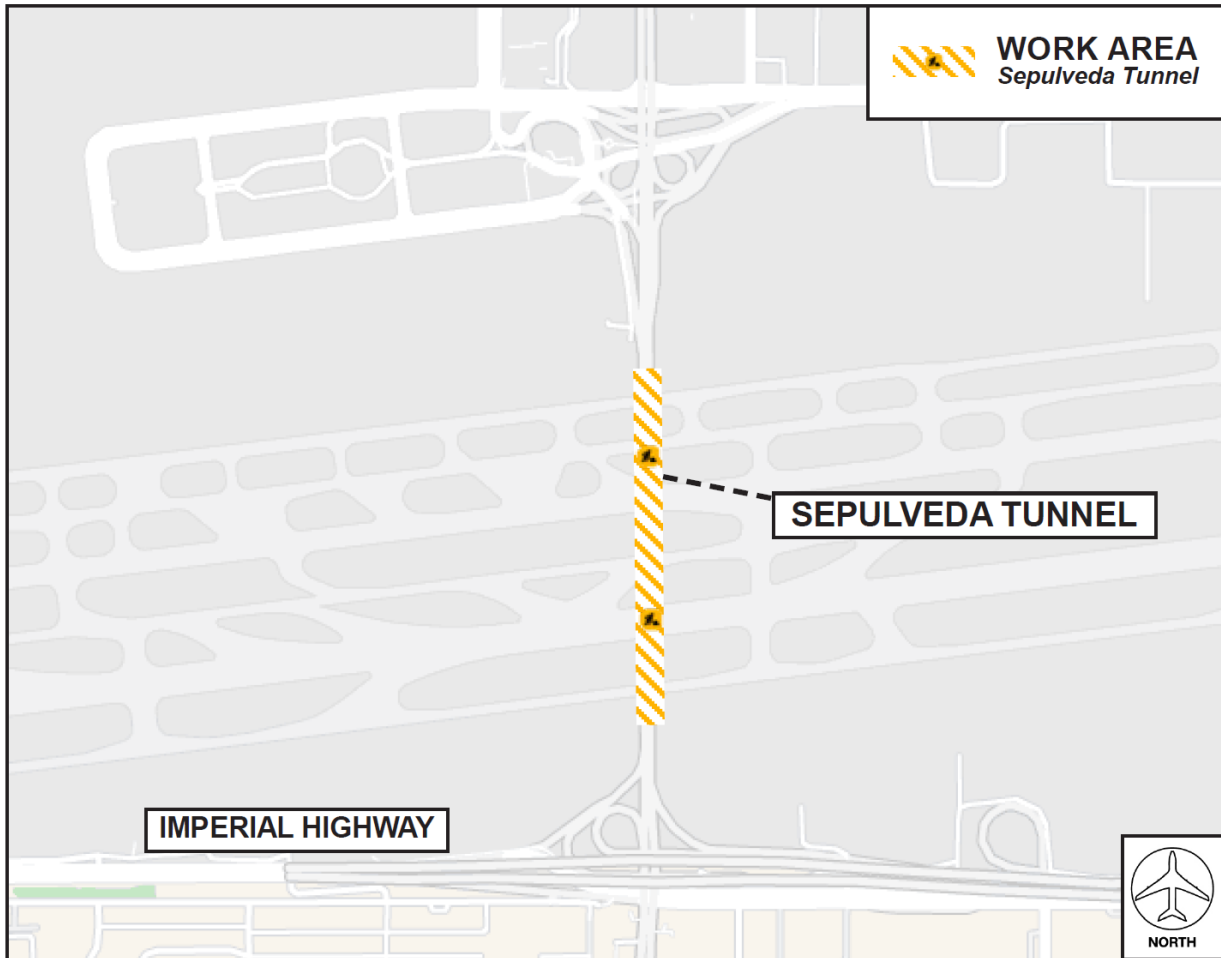 WORK AREA
Sepulveda Tunnel
SEPULVEDA TUNNEL
IMPERIAL HIGHWAY
NORTH